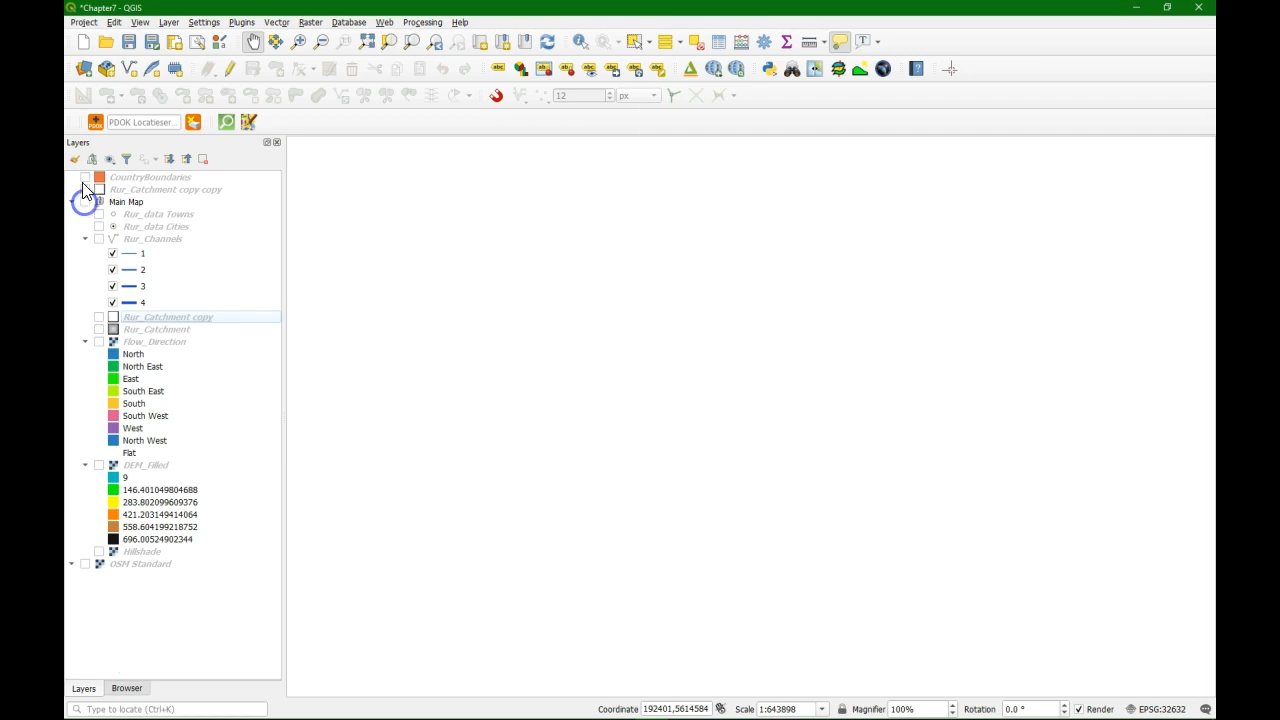 *Chapter7 - QGIS
Project Edit View Layer Settings Plugins Vector Raster Database Web Processing Help
12 px
PDOK PDOK Locatieser...
Layers
CountryBoundaries
Rur_Catchment copy copy
Main Map
Rur_data Towns
Rur_data Cities
Rur_Channels
1
2
3
4
Rur_Catchment copy
Rur_Catchment
Flow_Direction
North
North East
East
South East
South
South West
West
North West
Flat
DEM_Filled
9
146.401049804688
283.802099609376
421.203149414064
558.604199218752
696.00524902344
Hillshade
OSM Standard
Layers Browser
Type to locate (Ctrl+K) Coordinate 192401,5614584 Scale 1:643898 Magnifier 100% Rotation 0.0 ° Render EPSG:32632